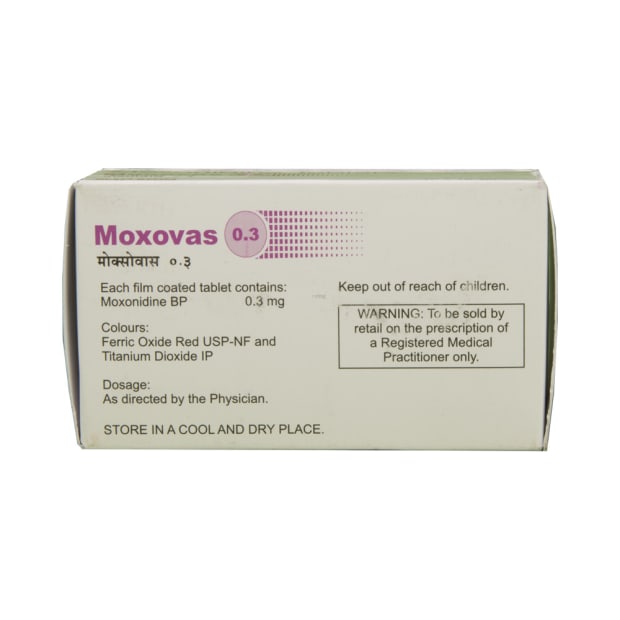 Moxovas 0.3
मोक्सोवास ०.३
Each film coated tablet contains:
Moxonidine BP 0.3 mg
Colours:
Ferric Oxide Red USP-NF and
Titanium Dioxide IP
Dosage:
As directed by the Physician.
STORE IN A COOL AND DRY PLACE.
Keep out of reach of children.
WARNING: To be sold by
retail on the prescription of
a Registered Medical
Practitioner only.